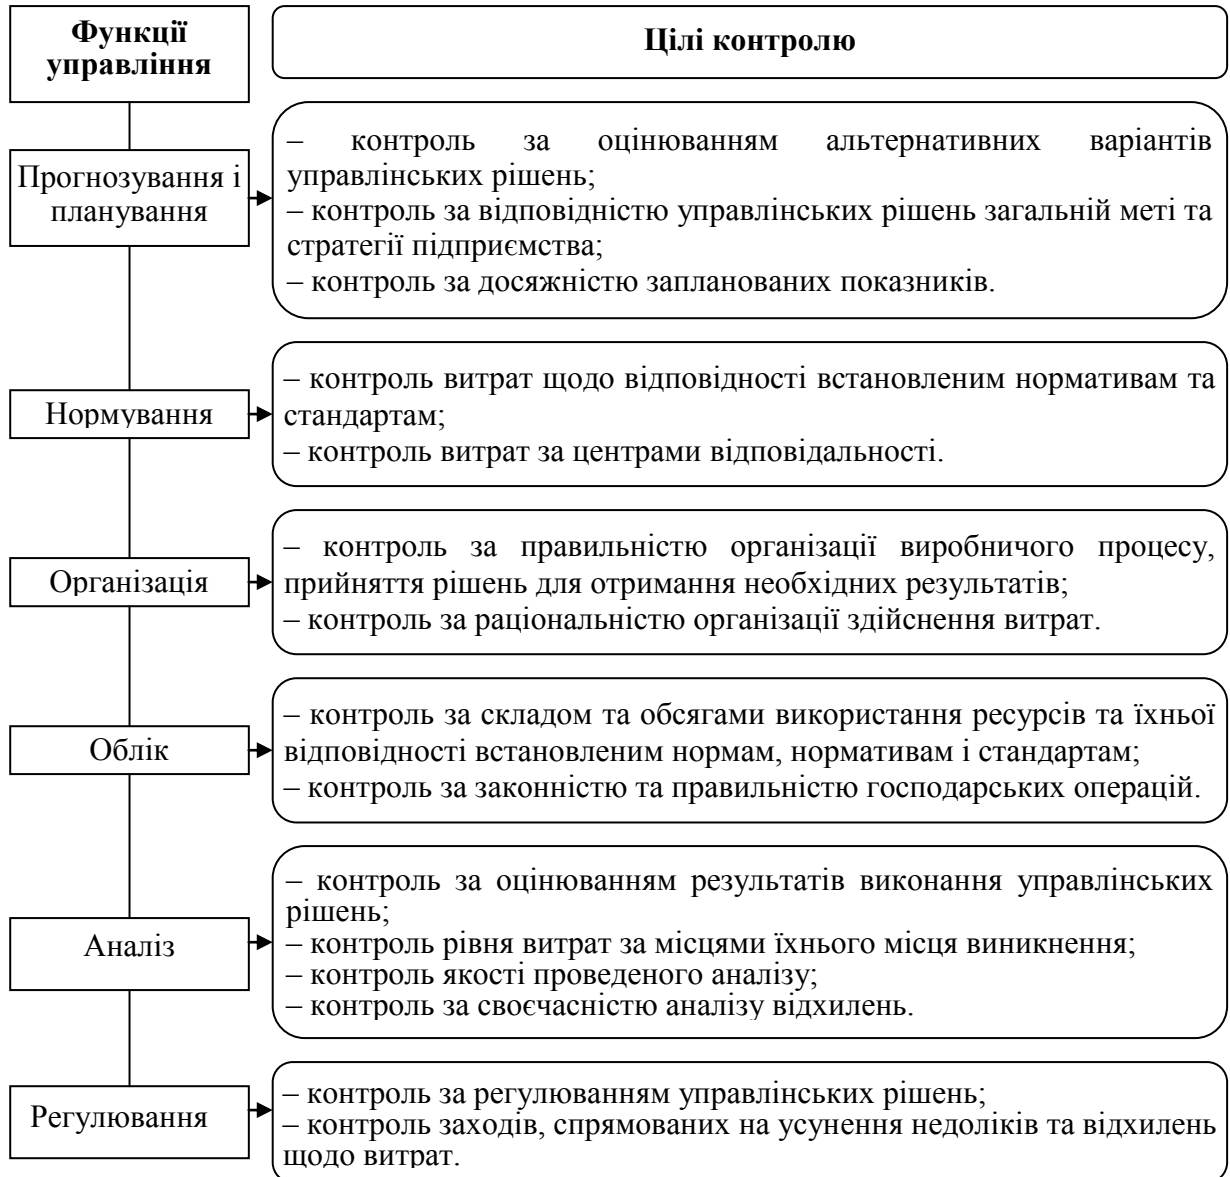 Функції
управління
Цілі контролю
Прогнозування і
планування
– контроль за оцінюванням альтернативних варіантів
управлінських рішень;
– контроль за відповідністю управлінських рішень загальній меті та
стратегії підприємства;
– контроль за досяжністю запланованих показників.
Нормування
– контроль витрат щодо відповідності встановленим нормативам та
стандартам;
– контроль витрат за центрами відповідальності.
Організація
– контроль за правильністю організації виробничого процесу,
прийняття рішень для отримання необхідних результатів;
– контроль за раціональністю організації здійснення витрат.
Облік
– контроль за складом та обсягами використання ресурсів та їхньої
відповідності встановленим нормам, нормативам і стандартам;
– контроль за законністю та правильністю господарських операцій.
Аналіз
– контроль за оцінюванням результатів виконання управлінських
рішень;
– контроль рівня витрат за місцями їхнього місця виникнення;
– контроль якості проведеного аналізу;
– контроль за своєчасністю аналізу відхилень.
Регулювання
– контроль за регулюванням управлінських рішень;
– контроль заходів, спрямованих на усунення недоліків та відхилень
щодо витрат.